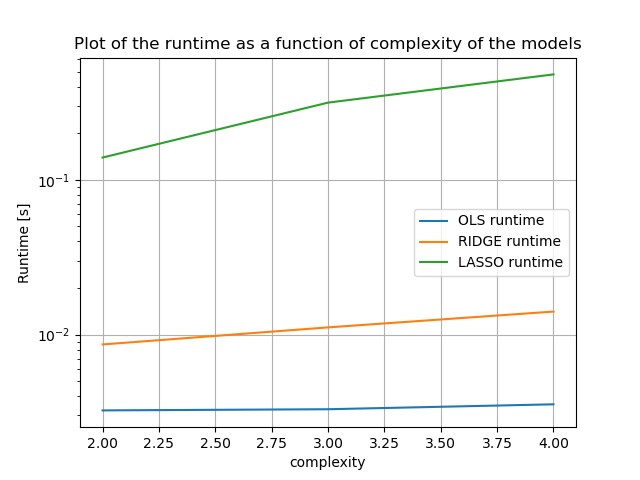 Plot of the runtime as a function of complexity of the models
Runtime [s]
10⁻¹
10⁻²
OLS runtime
RIDGE runtime
LASSO runtime
2.00 2.25 2.50 2.75 3.00 3.25 3.50 3.75 4.00
complexity